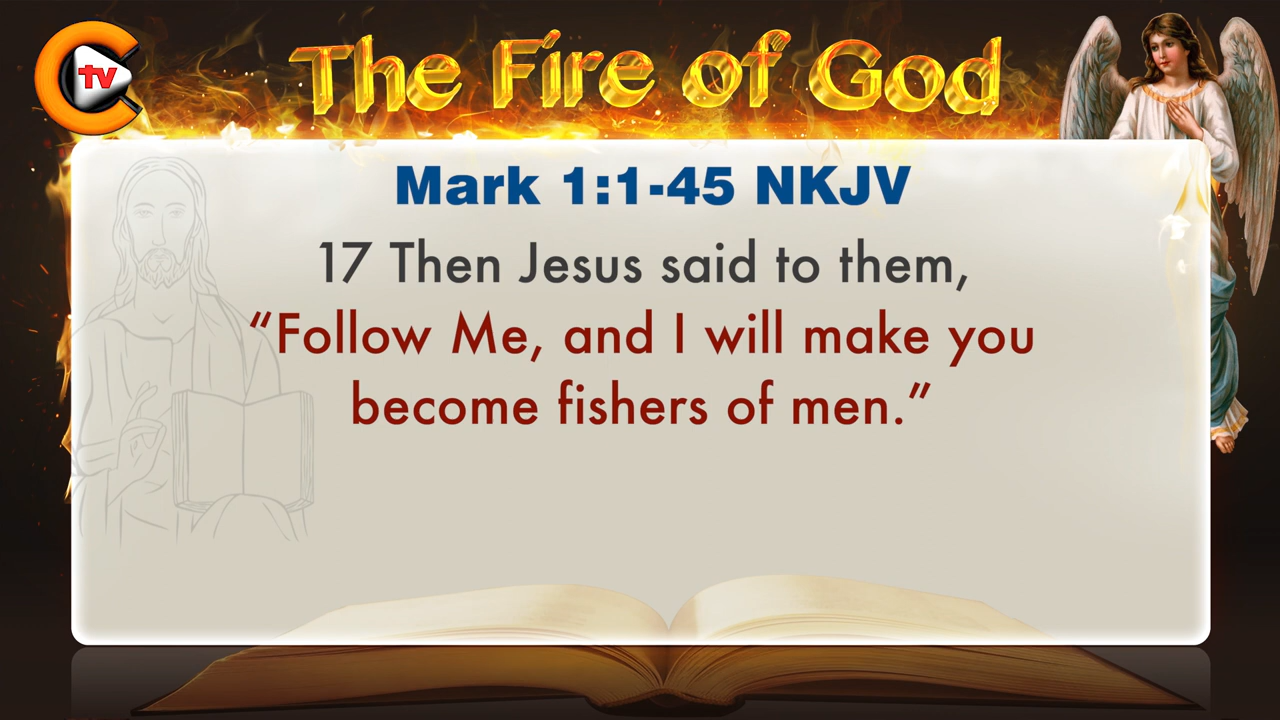 tv
The Fire of God
Mark 1:1-45 NKJV
17 Then Jesus said to them,
“Follow Me, and I will make you
become fishers of men.”